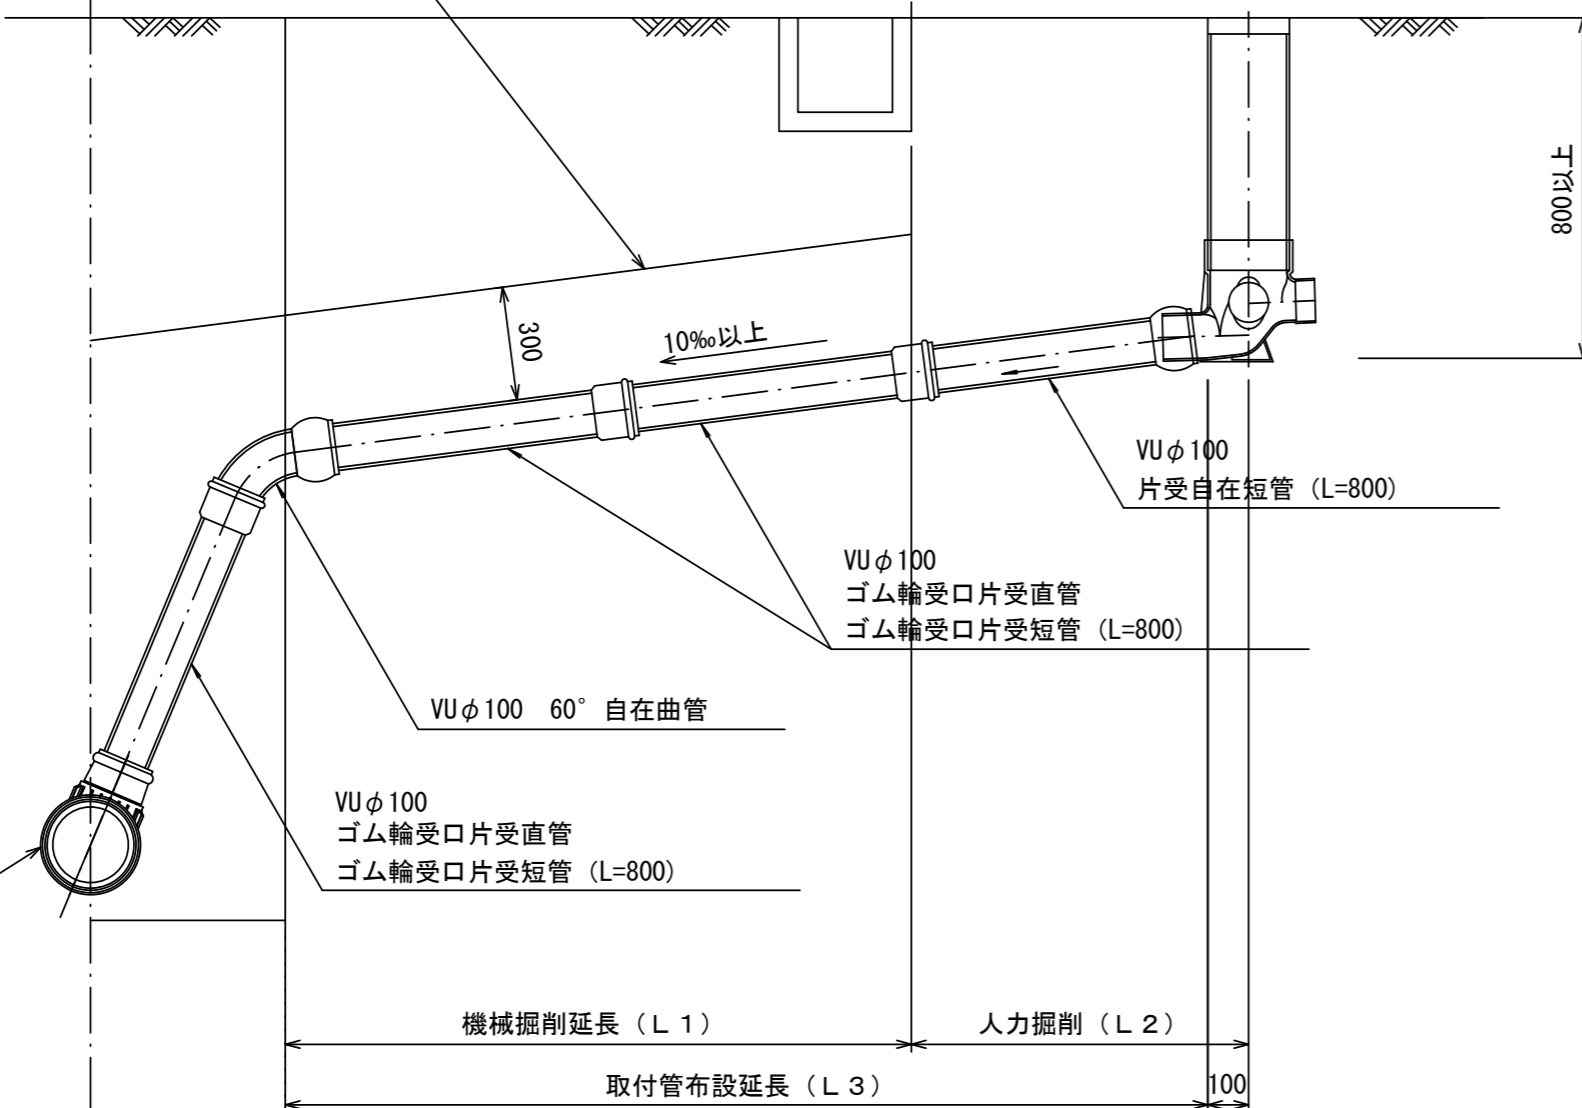 800以上
300
10‰以上
VUφ100
片受自在短管 (L=800)
VUφ100
ゴム輪受口片受直管
ゴム輪受口片受短管 (L=800)
VUφ100 60°自在曲管
VUφ100
ゴム輪受口片受直管
ゴム輪受口片受短管 (L=800)
機械掘削延長（Ｌ１）
人力掘削（Ｌ２）
取付管布設延長（Ｌ３）
100